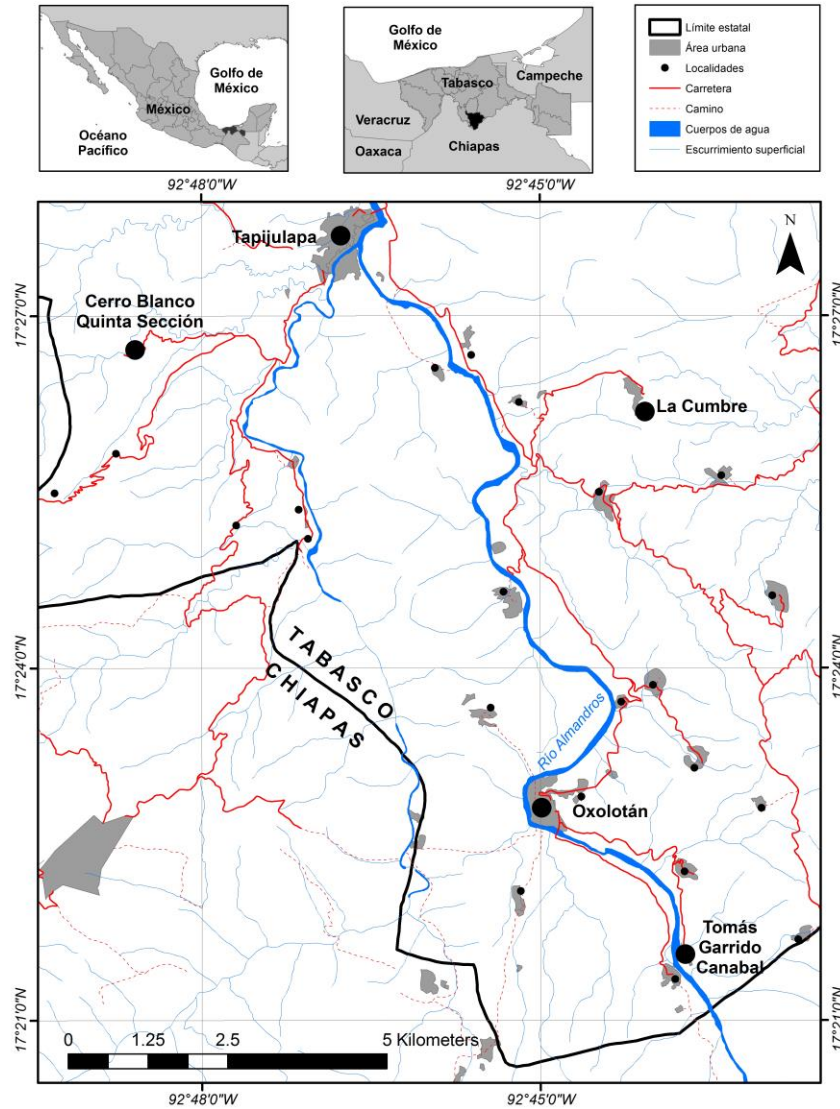 Golfo de
México
México
Océano
Pacífico
Golfo de
México
Campeche
Tabasco
Veracruz
Oaxaca
Chiapas
Límite estatal
Área urbana
Localidades
Carretera
Camino
Cuerpos de agua
Escurrimiento superficial
92°48'0"W
92°45'0"W
N
Tapijulapa
17°27'0"N
17°27'0"N
Cerro Blanco
Quinta Sección
La Cumbre
TABASCO
CHIAPAS
17°24'0"N
17°24'0"N
Río Almandros
Oxolotán
Tomás
Garrido
Canabal
17°21'0"N
17°21'0"N
0 1.25 2.5 5 Kilometers
92°48'0"W
92°45'0"W